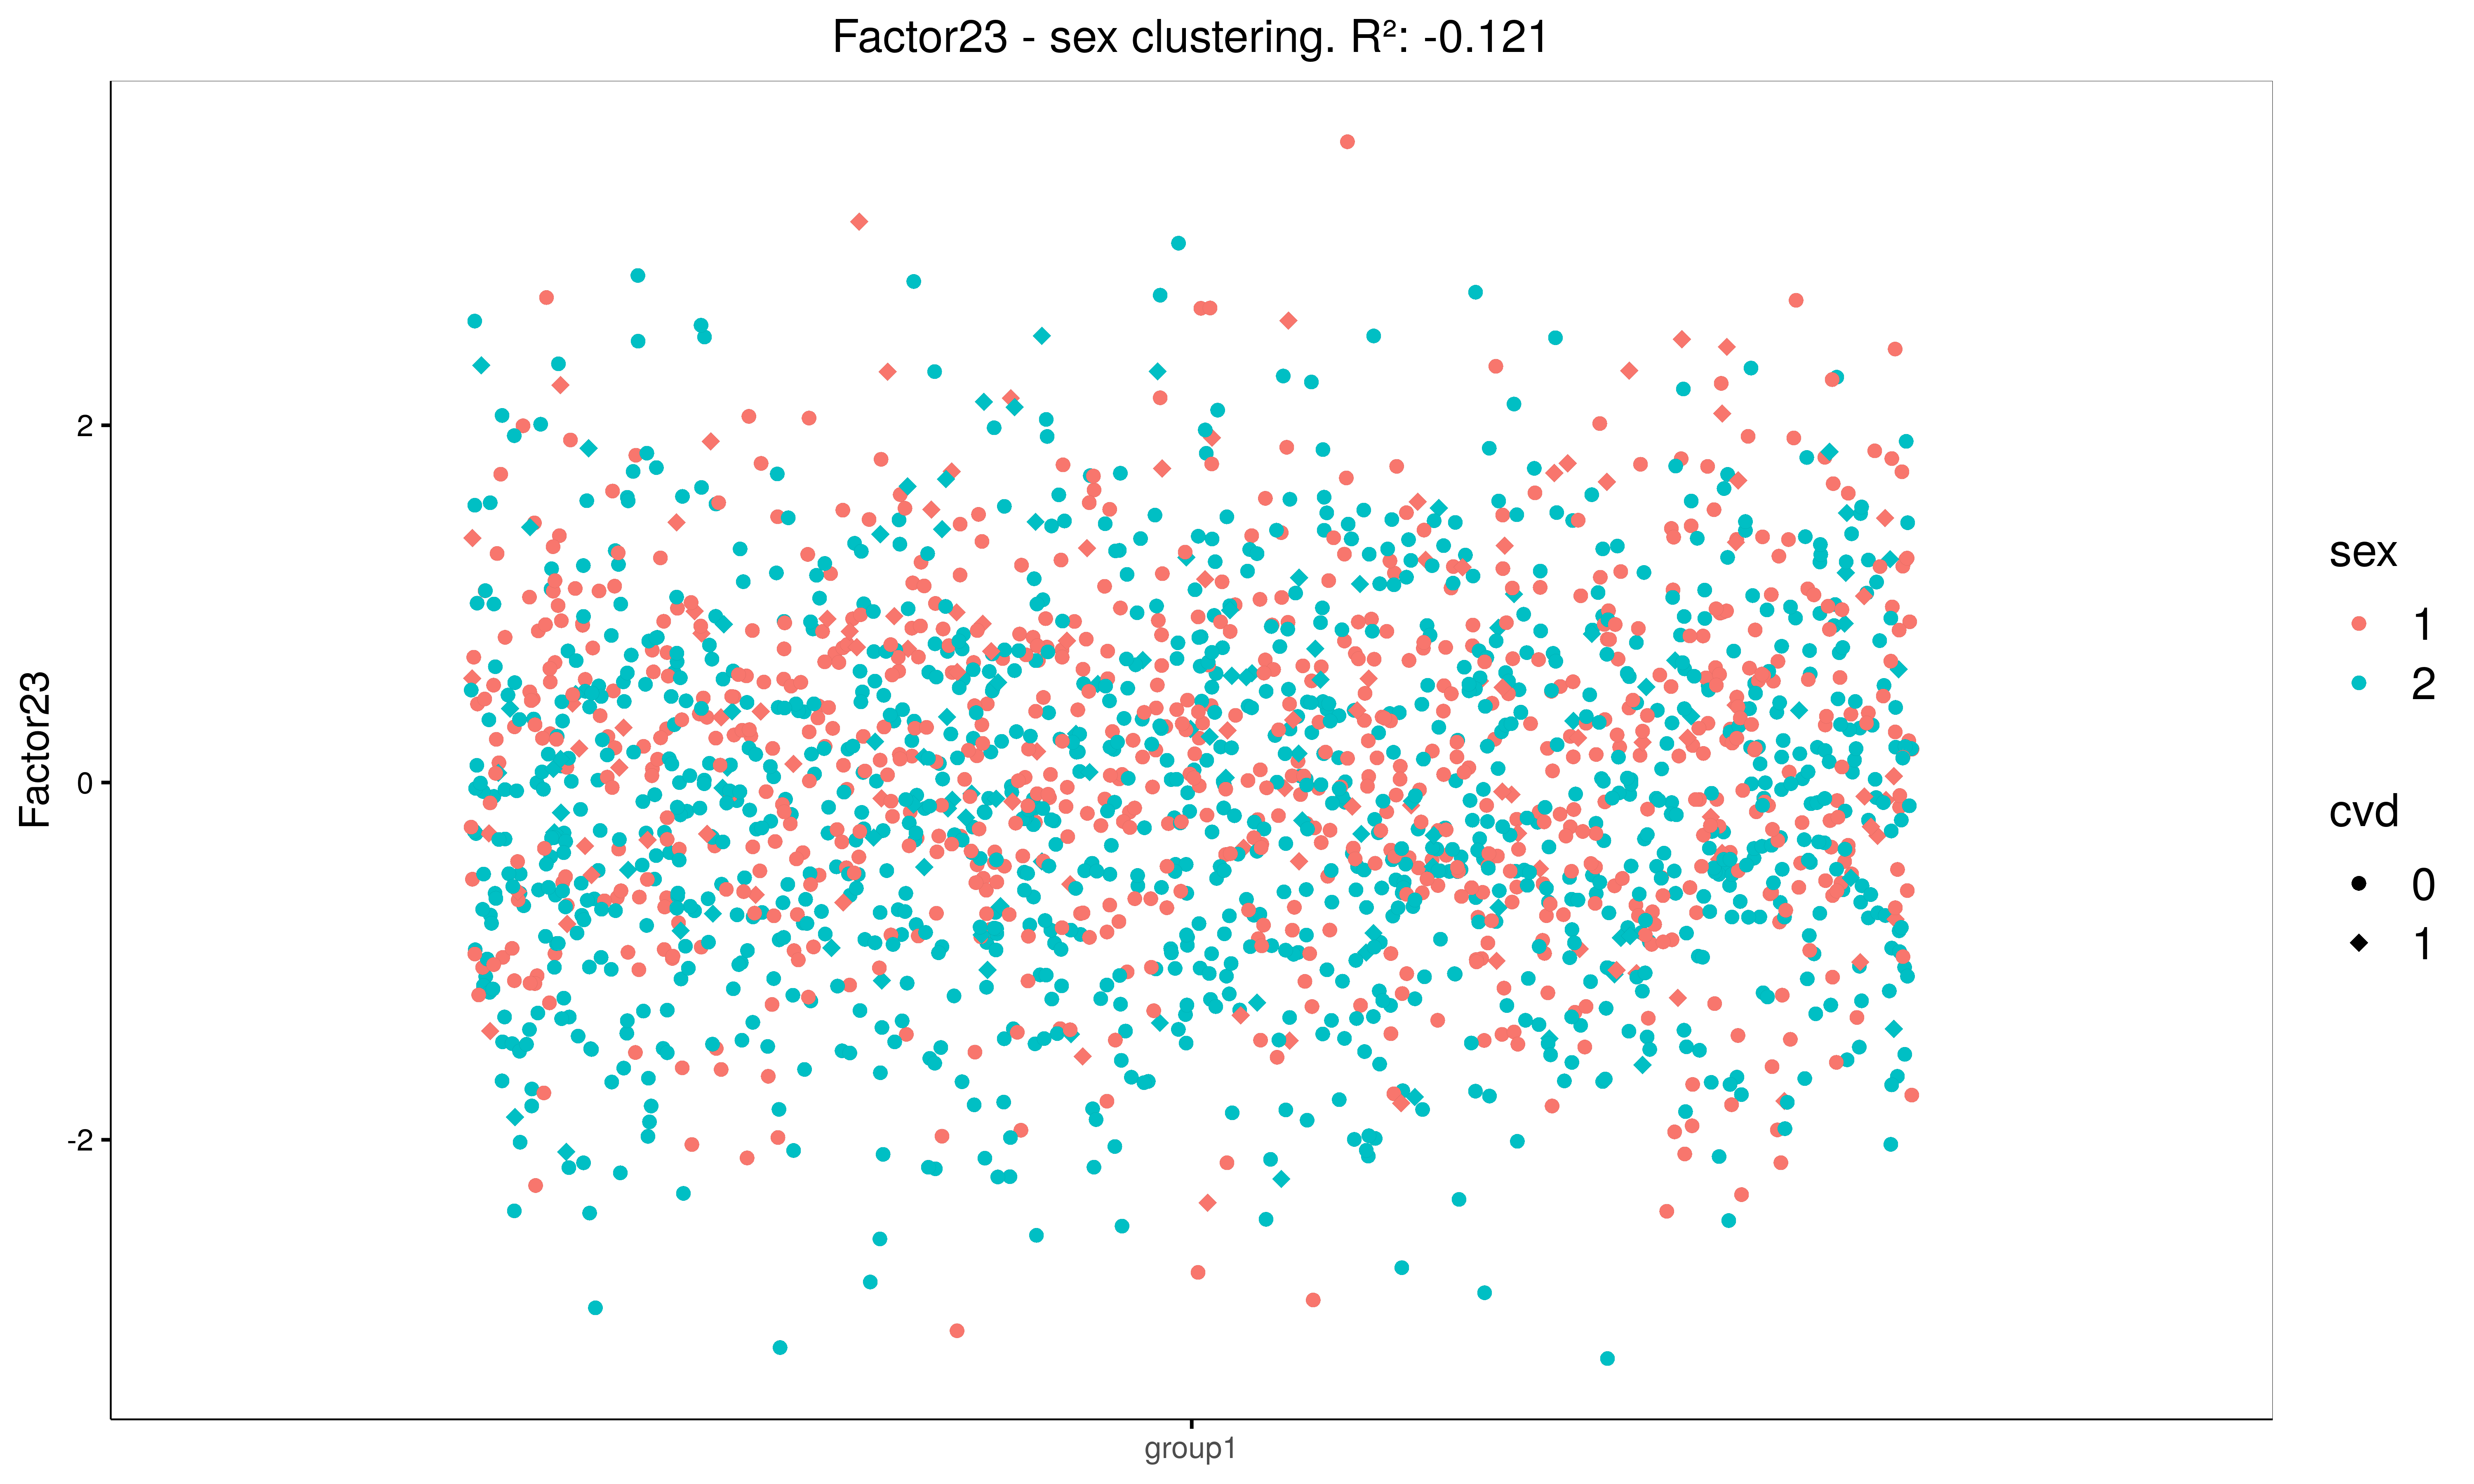 Factor23 - sex clustering. R²: -0.121
Factor23
2
0
-2
group1
sex
1
2
cvd
0
1